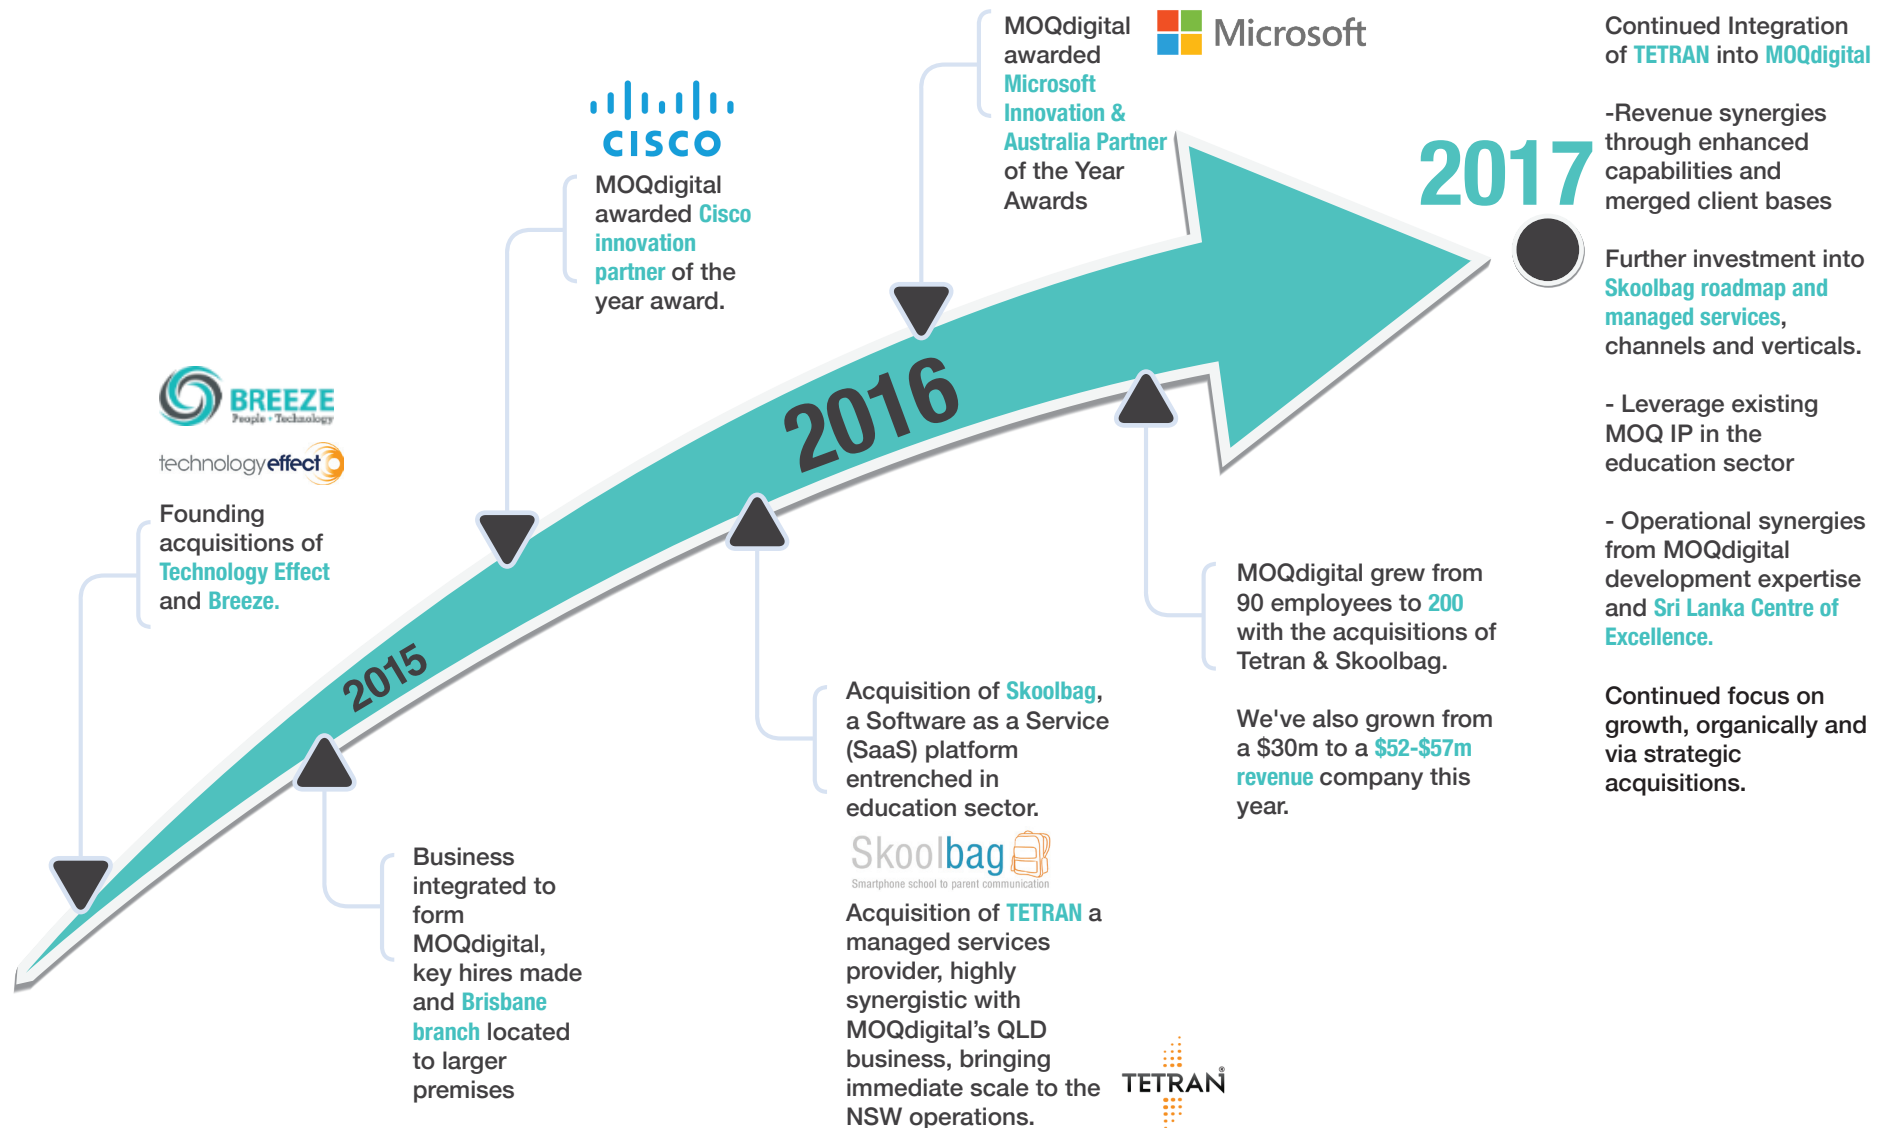 BREEZE
People + Technology
technologyeffect
Founding
acquisitions of
Technology Effect
and Breeze.
2015
Business
integrated to
form
MOQdigital,
key hires made
and Brisbane
branch located
to larger
premises
CISCO
MOQdigital
awarded Cisco
innovation
partner of the
year award.
2016
Acquisition of Skoolbag,
a Software as a Service
(SaaS) platform
entrenched in
education sector.
Skoolbag
Smartphone school to parent communication
Acquisition of TETRAN a
managed services
provider, highly
synergistic with
MOQdigital’s QLD
business, bringing
immediate scale to the
NSW operations.
TETRAN®
MOQdigital
awarded
Microsoft
Innovation &
Australia Partner
of the Year
Awards
Microsoft
MOQdigital grew from
90 employees to 200
with the acquisitions of
Tetran & Skoolbag.
We've also grown from
a $30m to a $52-$57m
revenue company this
year.
2017
Continued Integration
of TETRAN into MOQdigital
-Revenue synergies
through enhanced
capabilities and
merged client bases
Further investment into
Skoolbag roadmap and
managed services,
channels and verticals.
- Leverage existing
MOQ IP in the
education sector
- Operational synergies
from MOQdigital
development expertise
and Sri Lanka Centre of
Excellence.
Continued focus on
growth, organically and
via strategic
acquisitions.